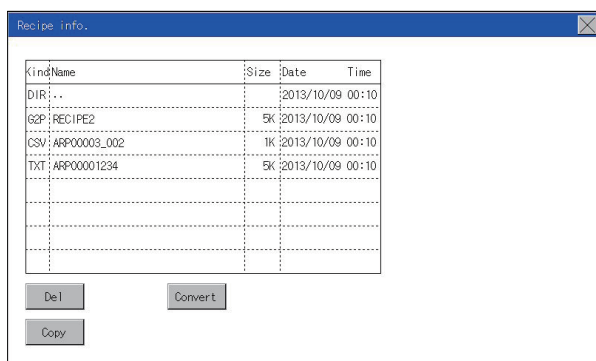 Recipe info.
Kind Name Size Date Time
DIR .. 2013/10/09 00:10
G2P RECIPE2 5K 2013/10/09 00:10
CSV ARP00003_002 1K 2013/10/09 00:10
TXT ARP00001234 5K 2013/10/09 00:10
Del Convert
Copy